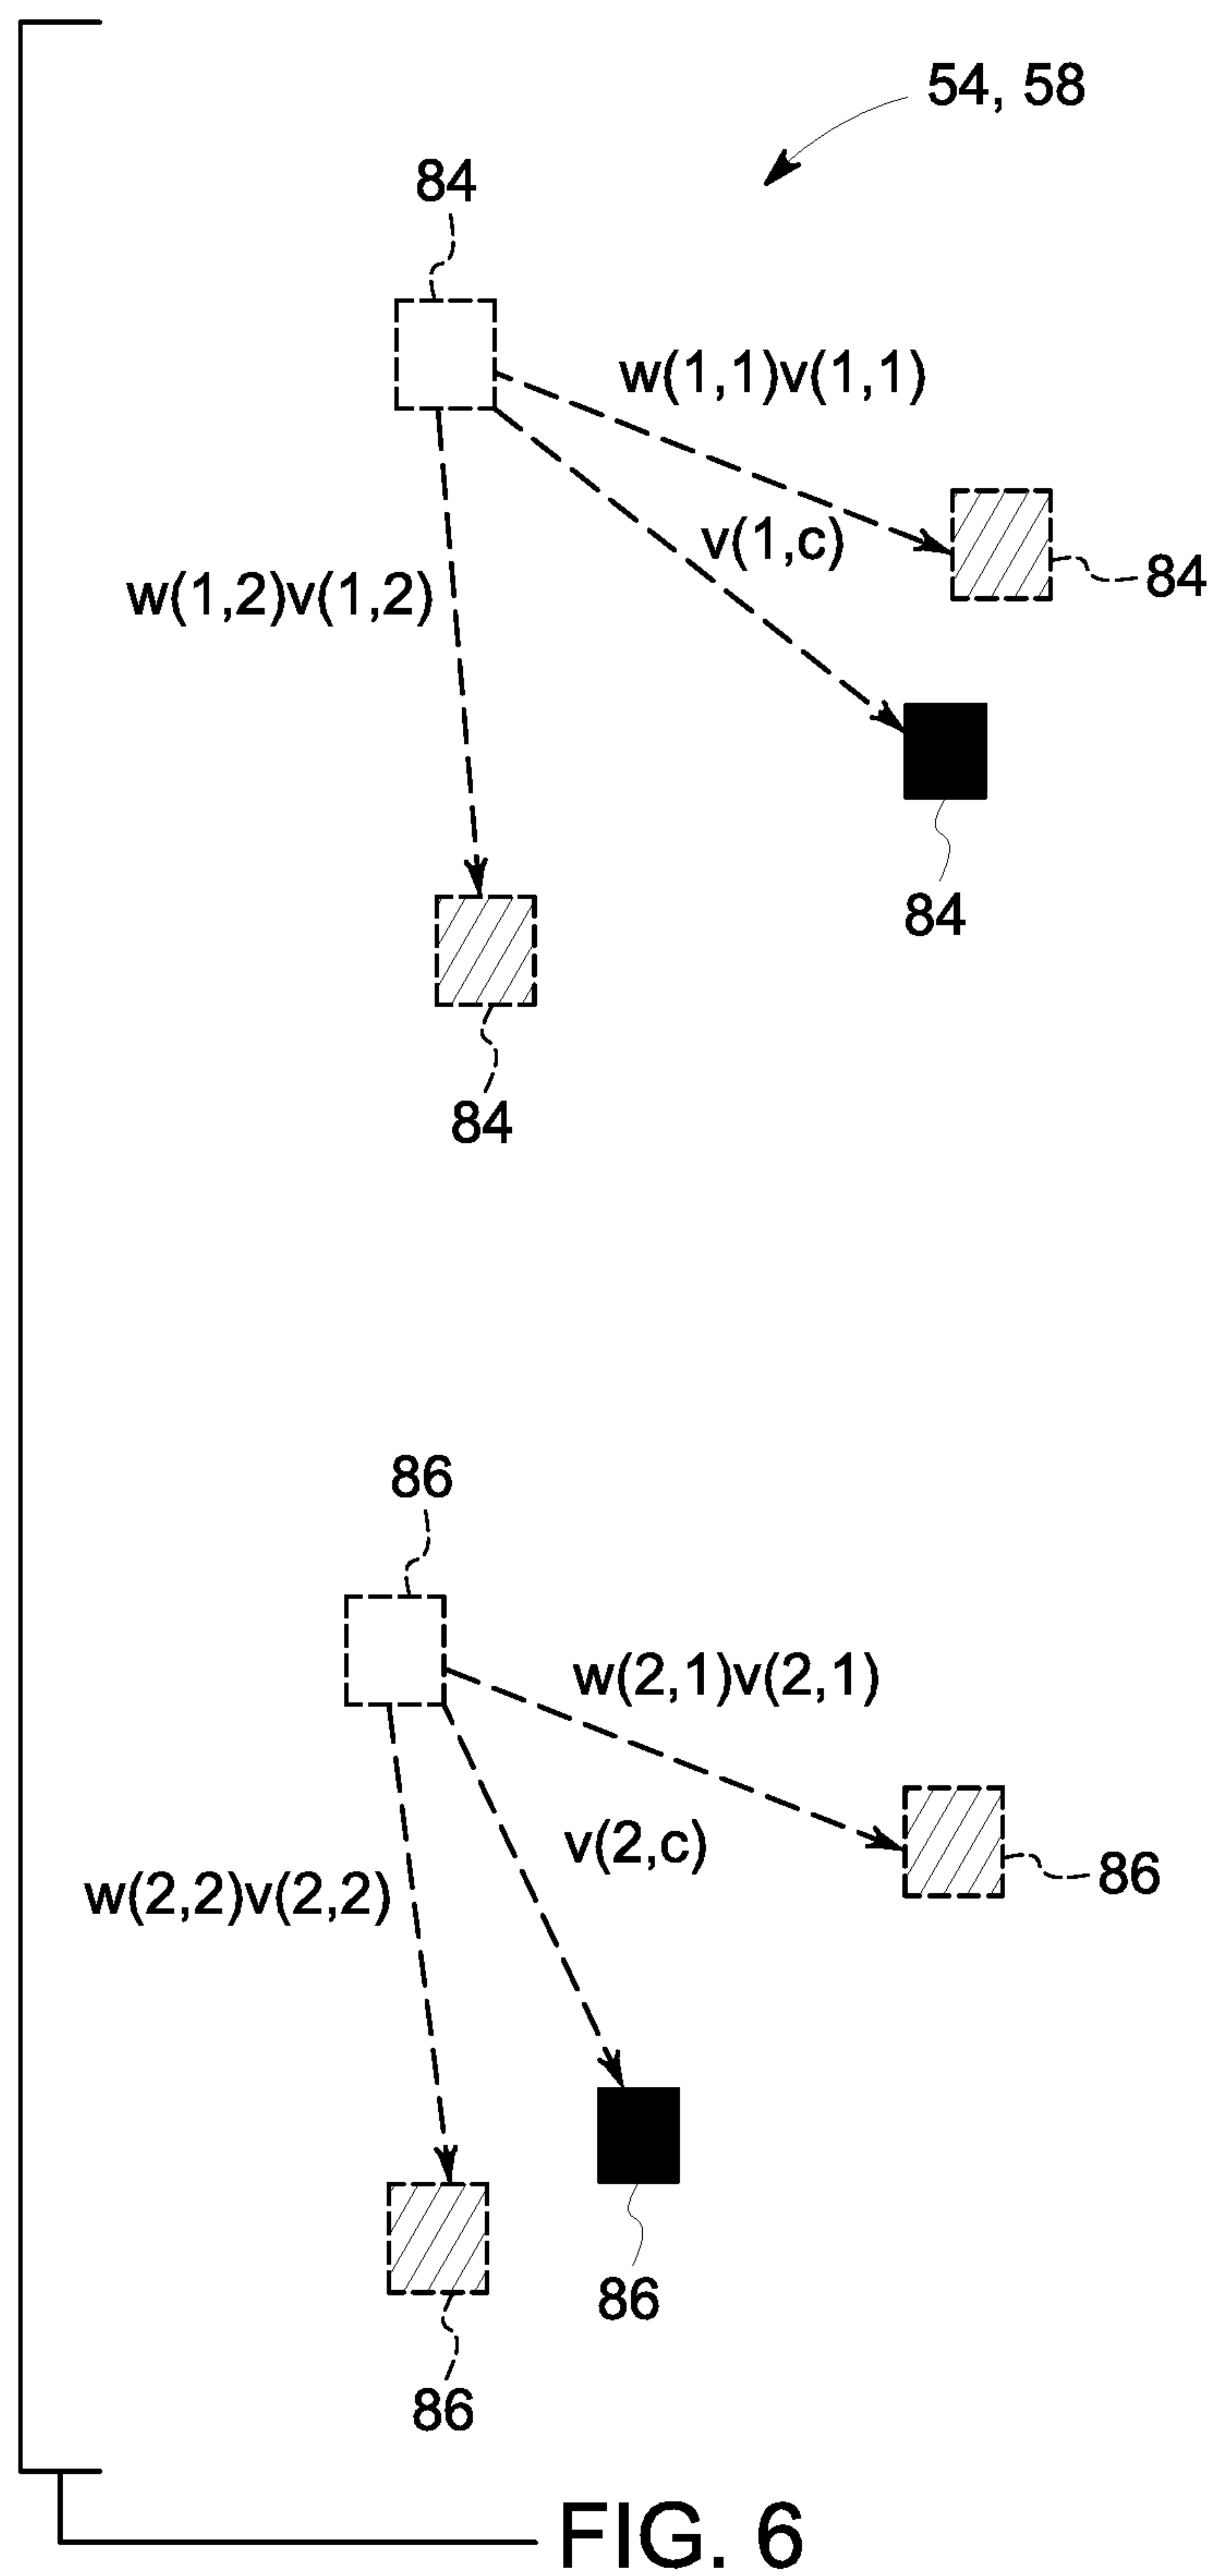 54, 58
84
w(1,1)v(1,1)
v(1,c)
84
w(1,2)v(1,2)
84
84
86
w(2,1)v(2,1)
v(2,c)
86
w(2,2)v(2,2)
86
86
FIG. 6